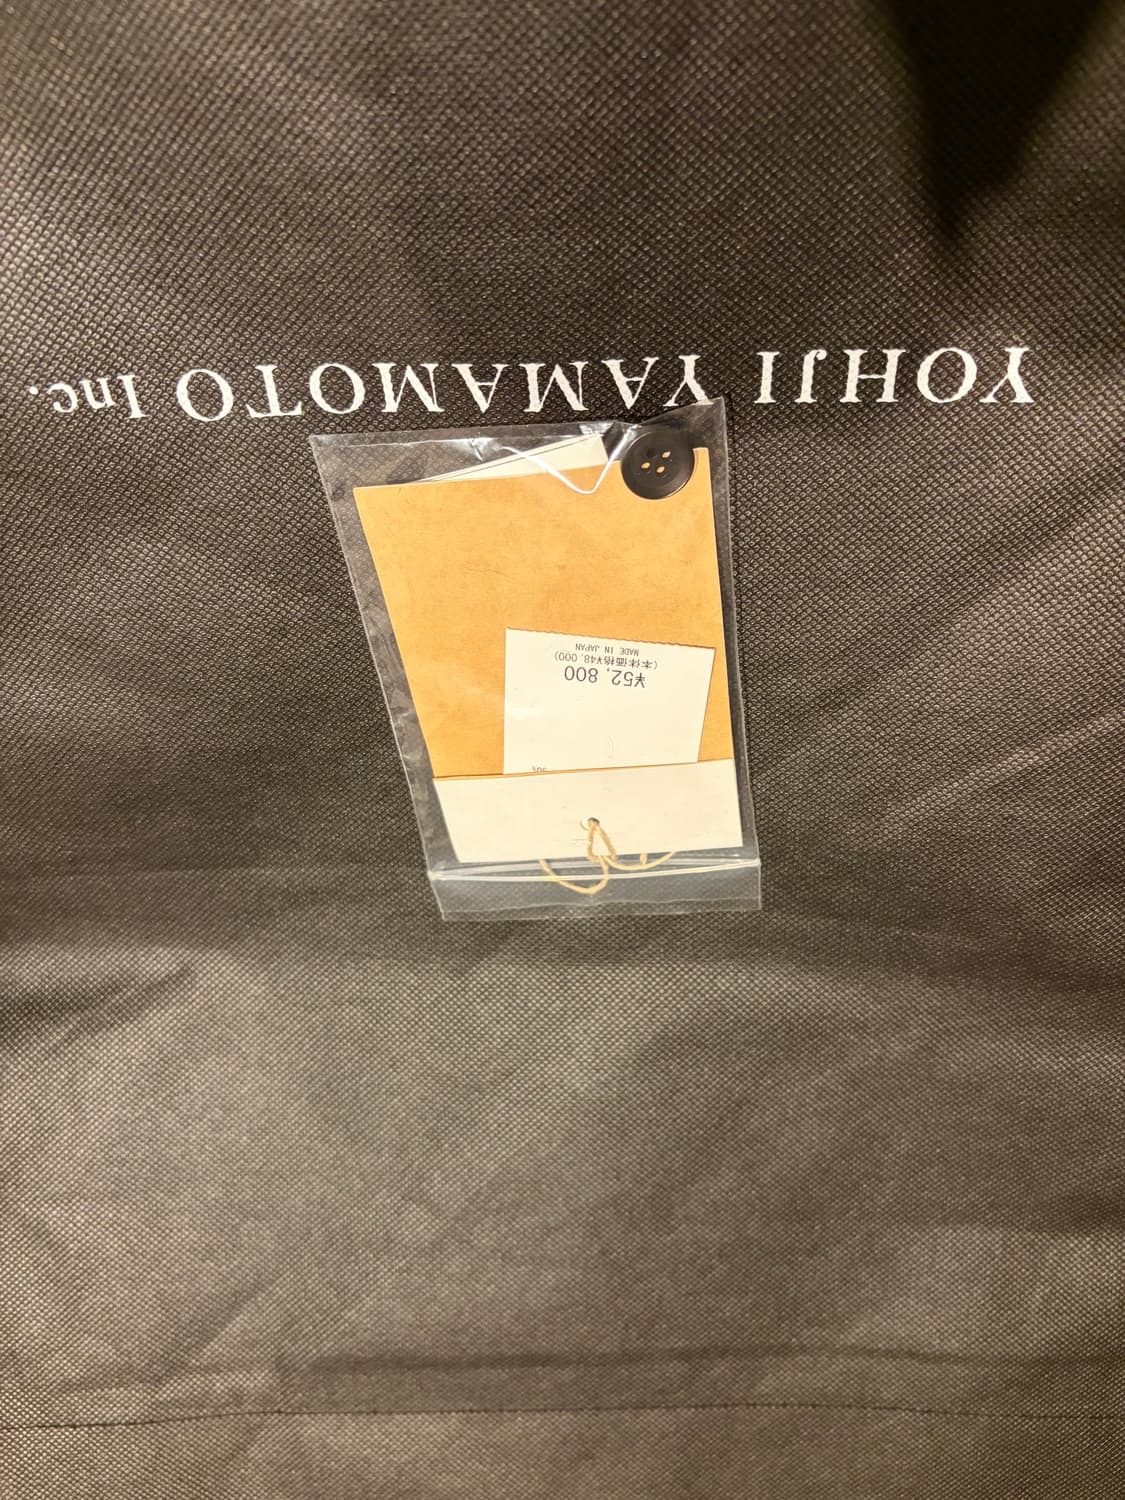 YOHJI YAMAMOTO Inc.
¥52,800
(本体価格¥48,000)
MADE IN JAPAN